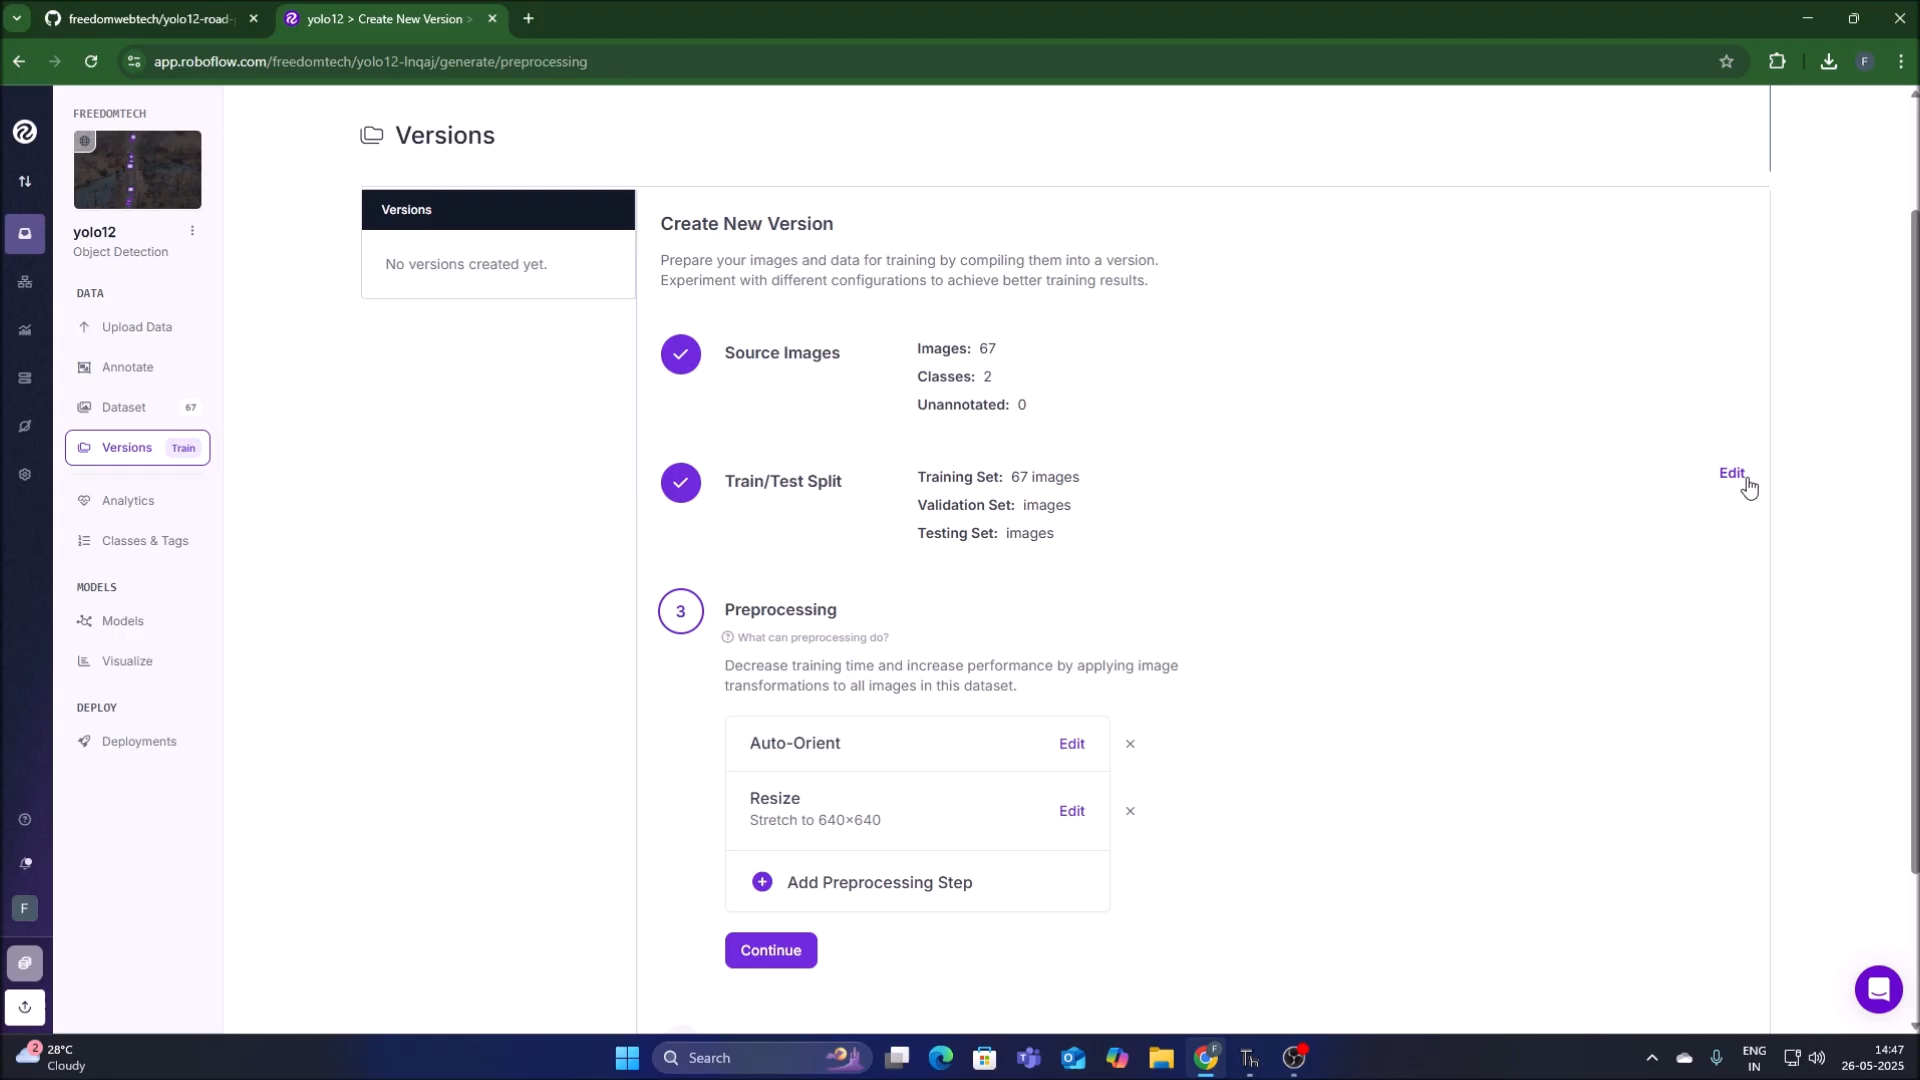 freedomwebtech/yolo12-road-
yolo12 > Create New Version >
app.roboflow.com/freedomtech/yolo12-lnqaj/generate/preprocessing
F
FREEDOMTECH
yolo12
Object Detection
DATA
Upload Data
Annotate
Dataset 67
Versions Train
Analytics
Classes & Tags
MODELS
Models
Visualize
DEPLOY
Deployments
F
Versions
Versions
No versions created yet.
Create New Version
Prepare your images and data for training by compiling them into a version.
Experiment with different configurations to achieve better training results.
Source Images
Images: 67
Classes: 2
Unannotated: 0
Train/Test Split
Training Set: 67 images
Validation Set: images
Testing Set: images
Edit
3
Preprocessing
What can preprocessing do?
Decrease training time and increase performance by applying image
transformations to all images in this dataset.
Auto-Orient Edit
Resize
Stretch to 640×640
Edit
Add Preprocessing Step
Continue
2
28°C
Cloudy
Search
F
ENG
IN
14:47
26-05-2025